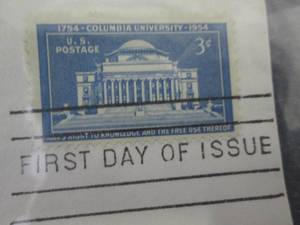 1754 - COLUMBIA UNIVERSITY - 1954
U.S.
POSTAGE
3¢
RIGHT TO KNOWLEDGE AND THE FREE USE THEREOF
FIRST DAY OF ISSUE